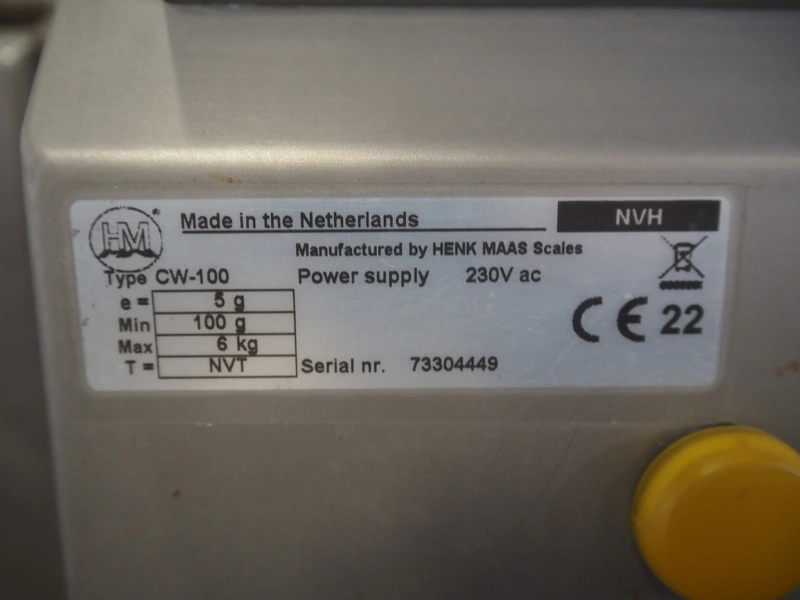 HM ®
Made in the Netherlands
NVH
Manufactured by HENK MAAS Scales
Type CW-100 Power supply 230V ac
e = 5 g
Min 100 g
Max 6 kg
CE 22
T = NVT Serial nr. 73304449